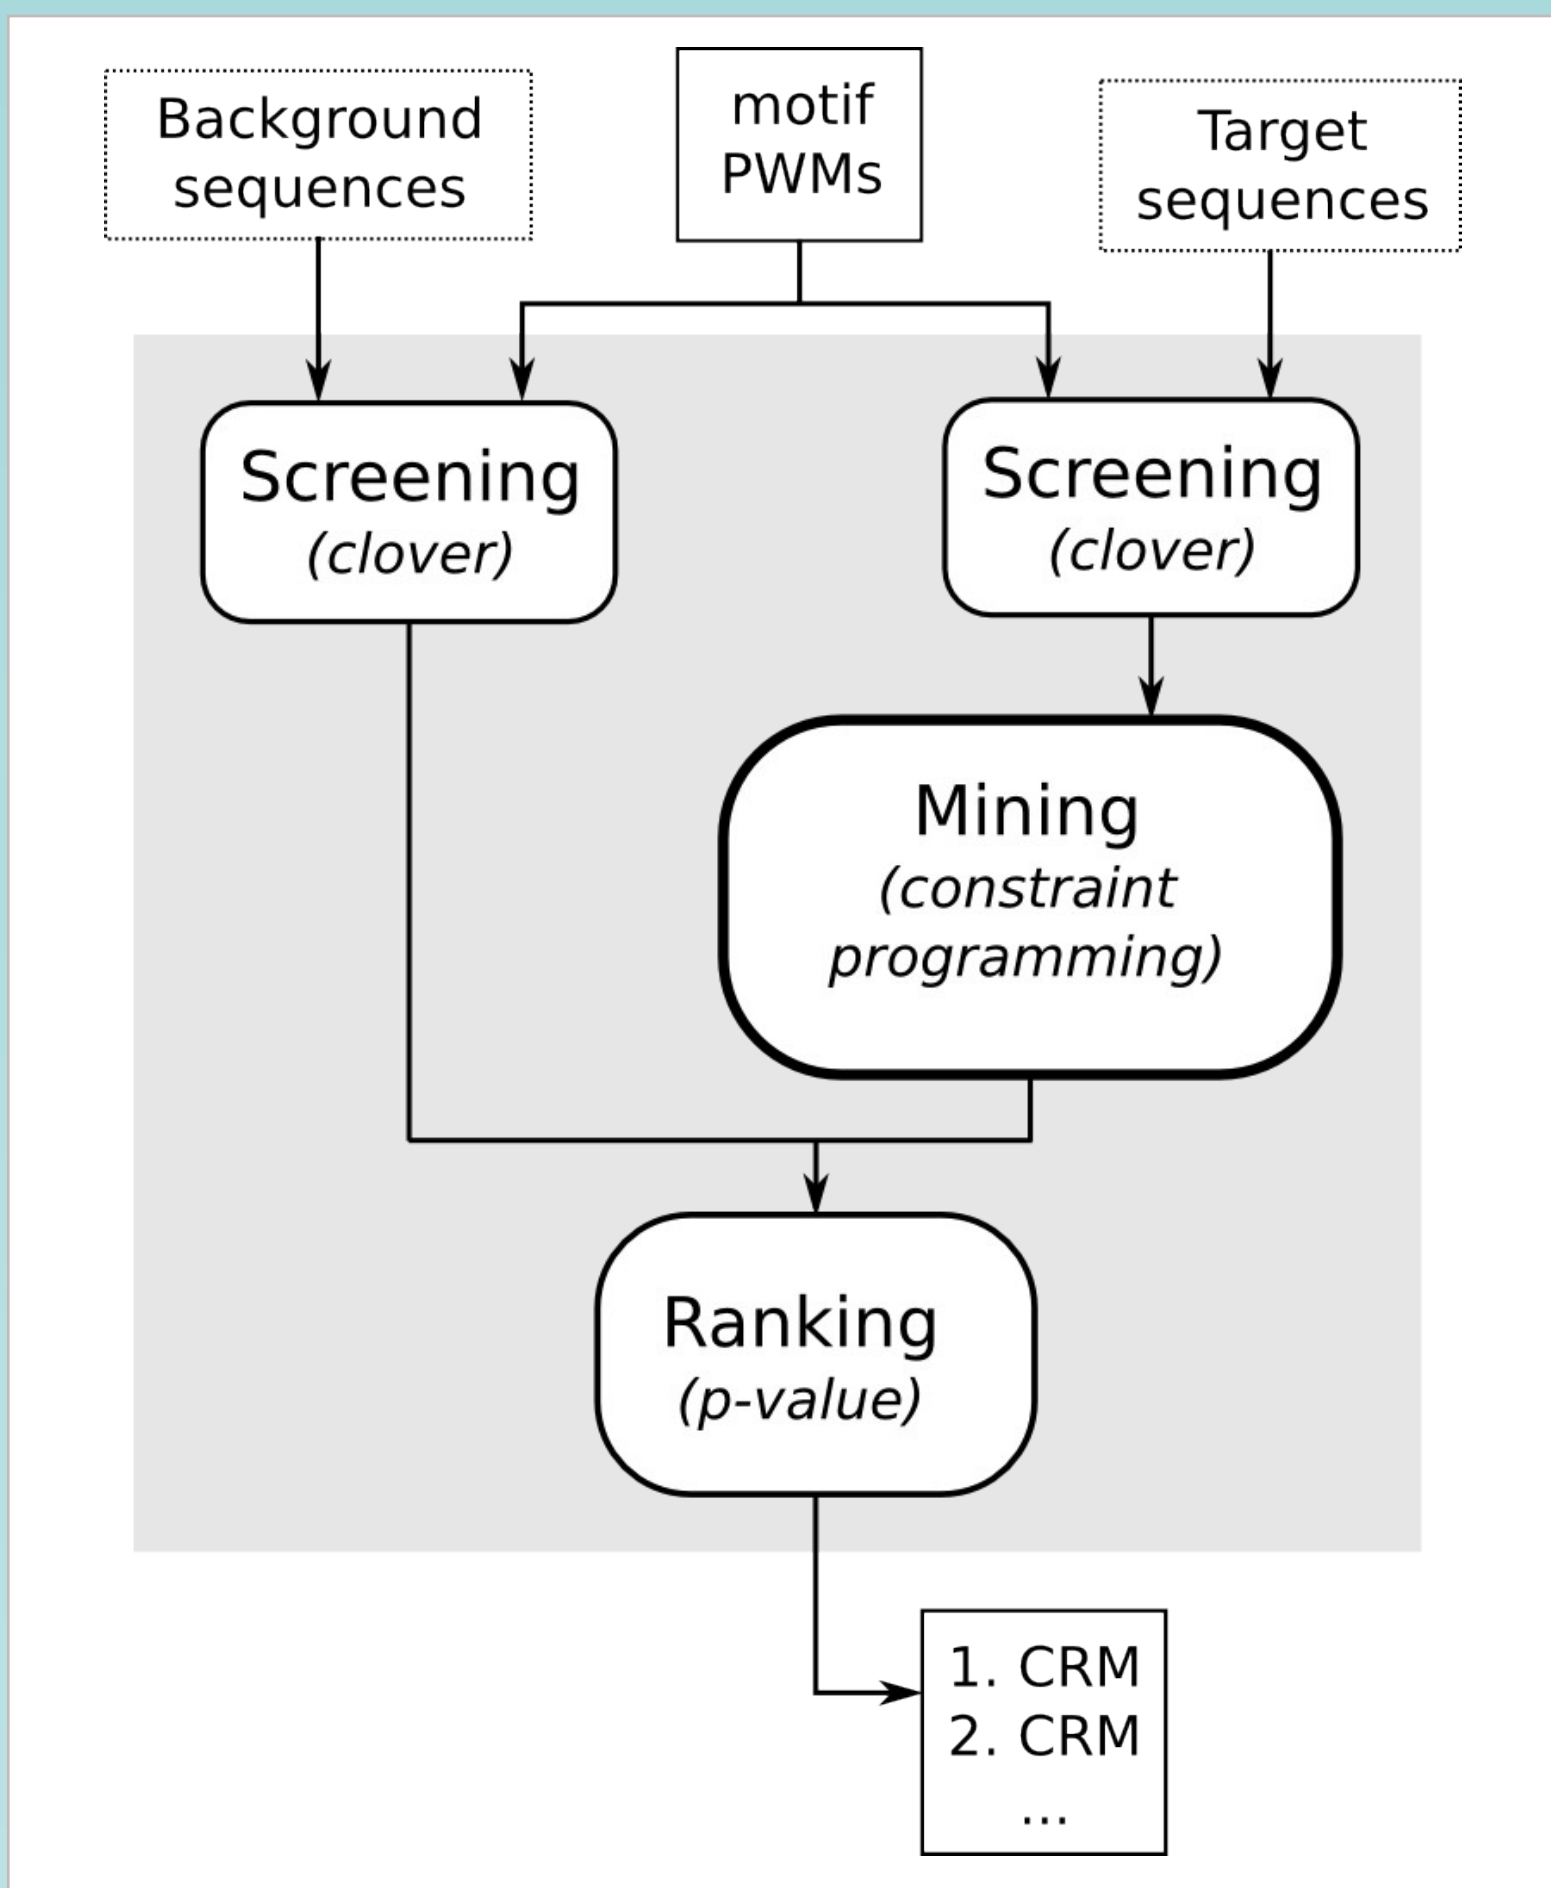 Background
sequences
motif
PWMs
Target
sequences
Screening
(clover)
Screening
(clover)
Mining
(constraint
programming)
Ranking
(p-value)
1. CRM
2. CRM
...